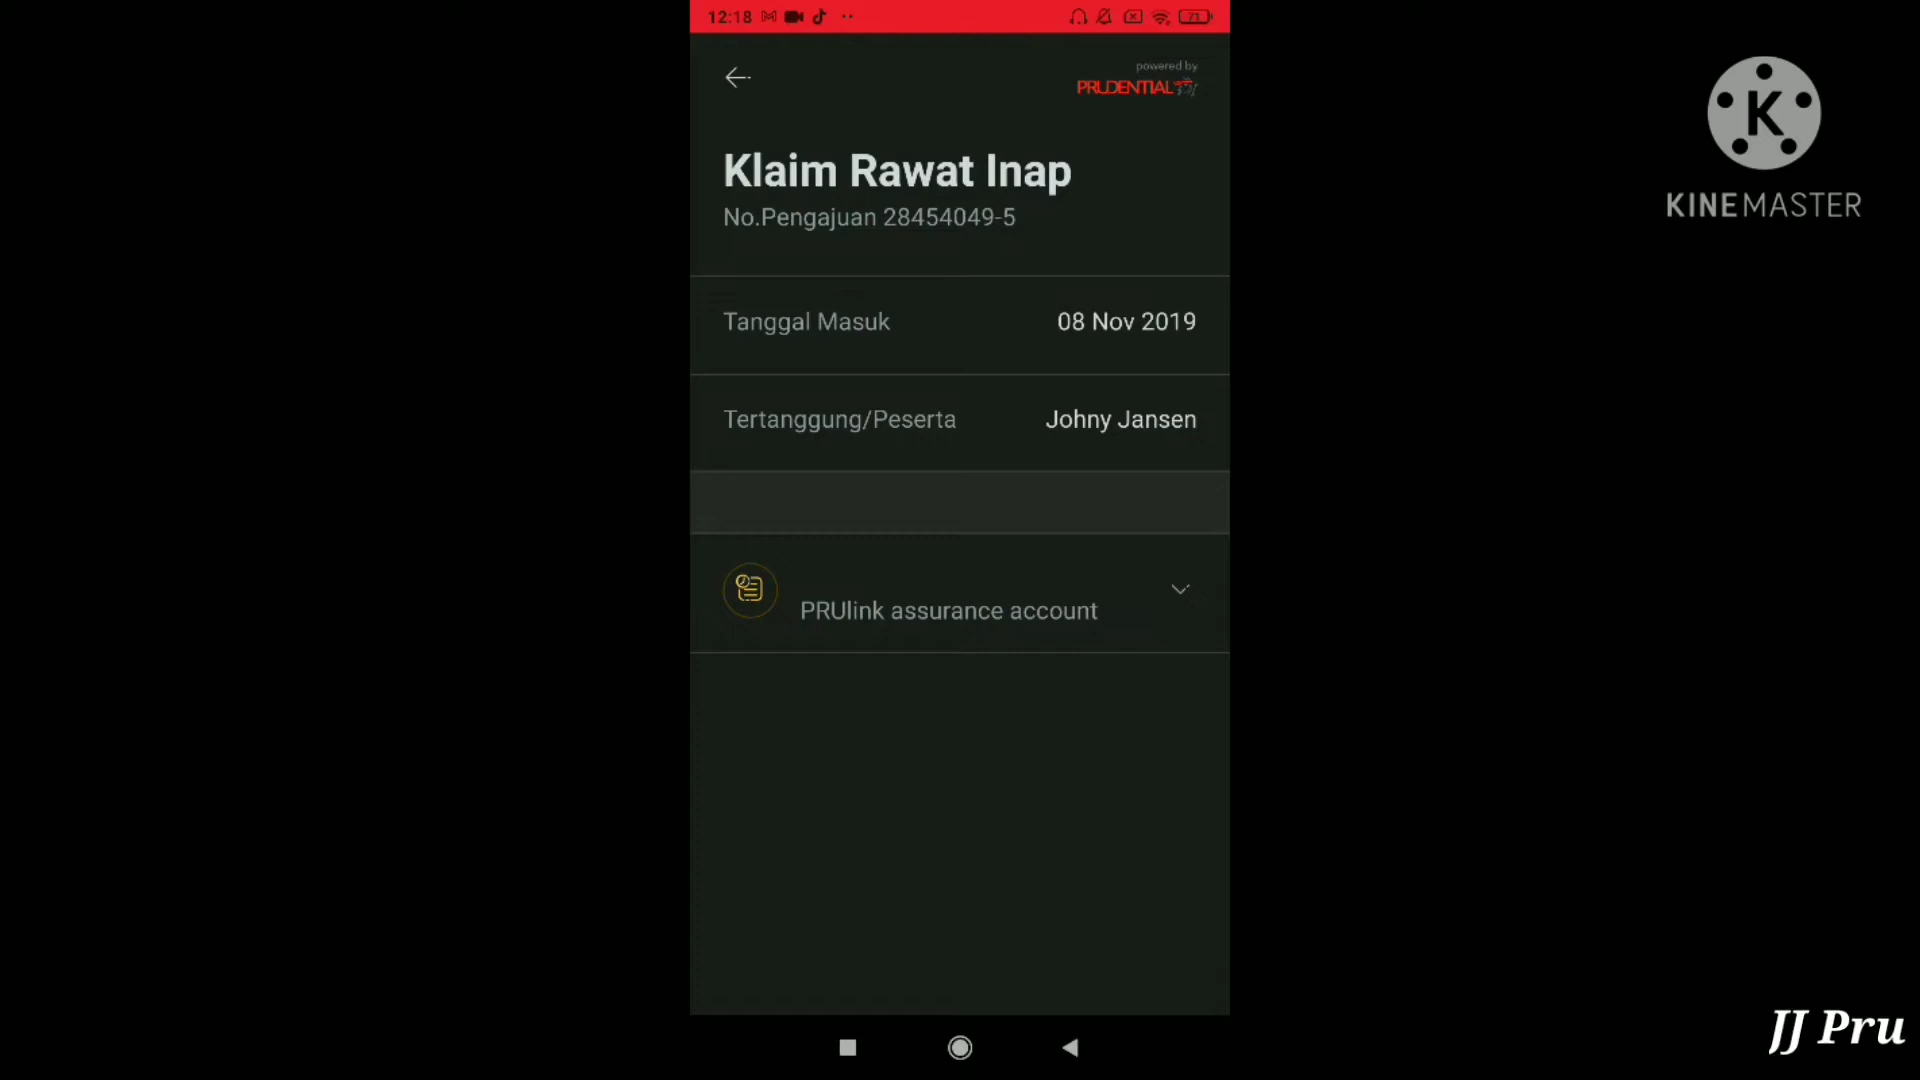 12:18
71
powered by
PRUDENTIAL
Klaim Rawat Inap
No.Pengajuan 28454049-5
Tanggal Masuk 08 Nov 2019
Tertanggung/Peserta Johny Jansen
PRUlink assurance account
K
KINEMASTER
JJ Pru